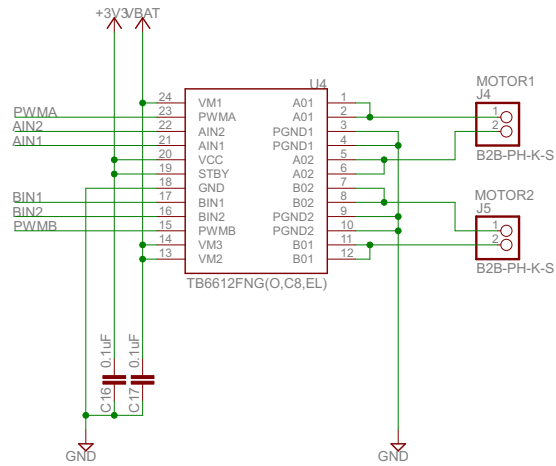 +3V3 VBAT
U4
24 VM1 A01 1
PWMA 23 PWMA A01 2
AIN2 22 AIN2 PGND1 3
AIN1 21 AIN1 PGND1 4
20 VCC A02 5
19 STBY A02 6
18 GND B02 7
BIN1 17 BIN1 B02 8
BIN2 16 BIN2 PGND2 9
PWMB 15 PWMB PGND2 10
14 VM3 B01 11
13 VM2 B01 12
TB6612FNG(O,C8,EL)
MOTOR1
J4
1
2
B2B-PH-K-S
MOTOR2
J5
1
2
B2B-PH-K-S
C16 0.1uF
C17 0.1uF
GND
GND